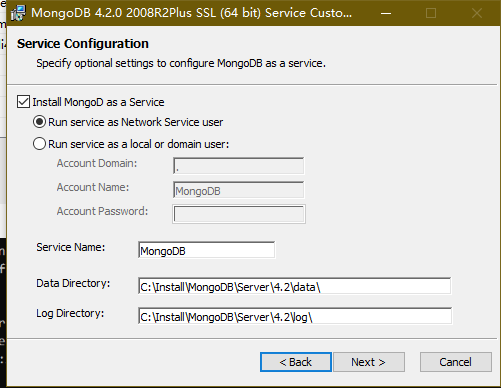 MongoDB 4.2.0 2008R2Plus SSL (64 bit) Service Custo...
Service Configuration
Specify optional settings to configure MongoDB as a service.
Install MongoD as a Service
Run service as Network Service user
Run service as a local or domain user:
Account Domain: .
Account Name: MongoDB
Account Password:
Service Name: MongoDB
Data Directory: C:\Install\MongoDB\Server\4.2\data\
Log Directory: C:\Install\MongoDB\Server\4.2\log\
< Back Next > Cancel